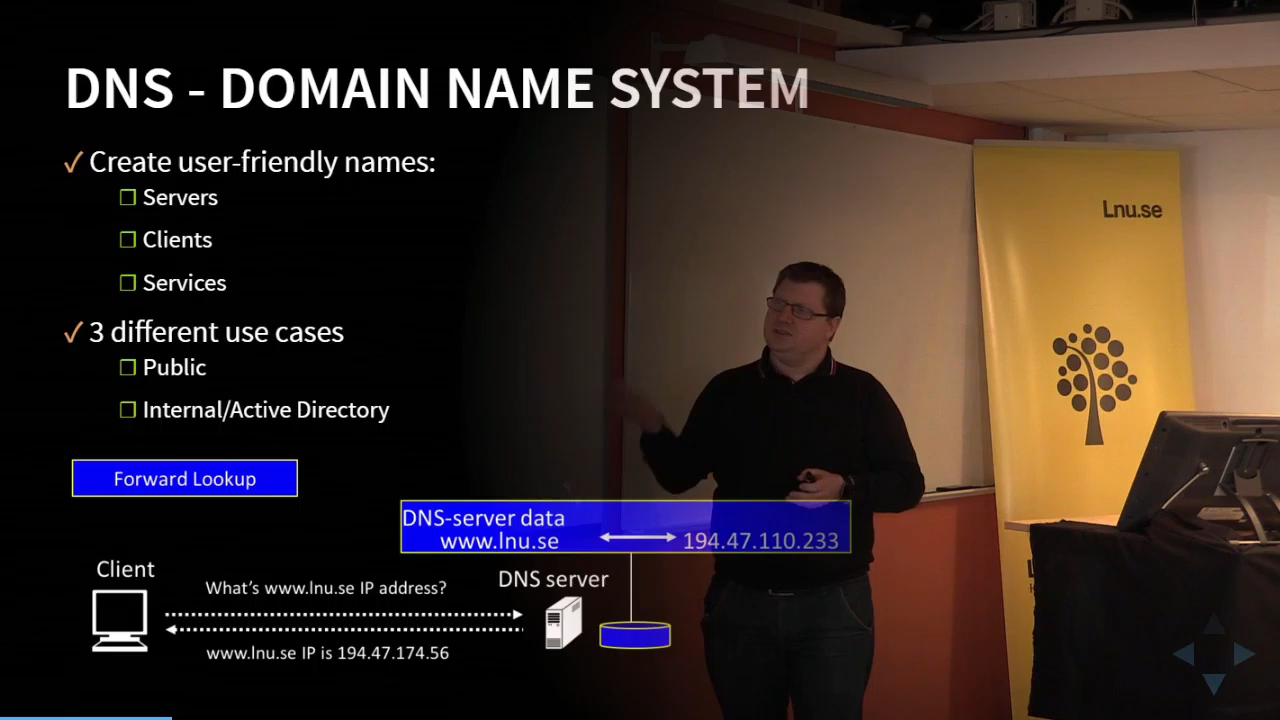 DNS - DOMAIN NAME SYSTEM
✓ Create user-friendly names:
❐ Servers
❐ Clients
❐ Services
✓ 3 different use cases
❐ Public
❐ Internal/Active Directory
Lnu.se
Forward Lookup
DNS-server data
www.lnu.se 194.47.110.233
Client
What’s www.lnu.se IP address?
DNS server
www.lnu.se IP is 194.47.174.56